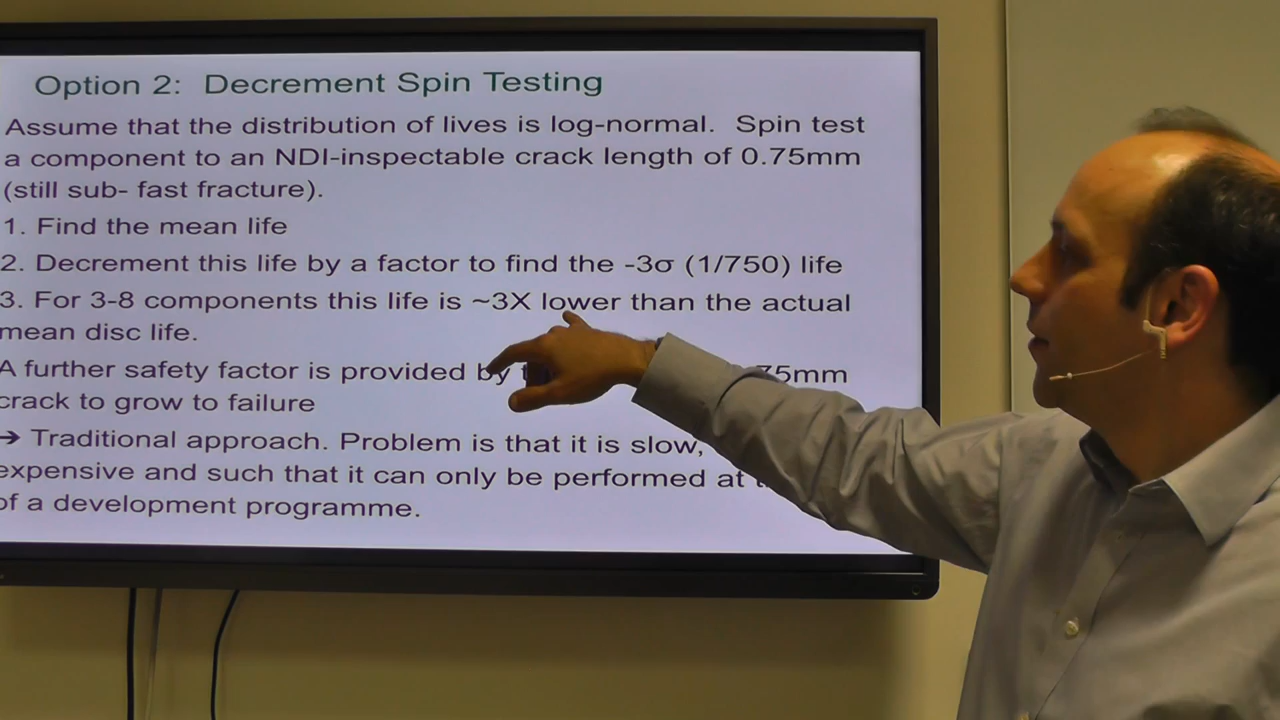 Option 2: Decrement Spin Testing
Assume that the distribution of lives is log-normal. Spin test
a component to an NDI-inspectable crack length of 0.75mm
(still sub- fast fracture).
1. Find the mean life
2. Decrement this life by a factor to find the -3σ (1/750) life
3. For 3-8 components this life is ~3X lower than the actual
mean disc life.
A further safety factor is provided by 75mm
crack to grow to failure
➔ Traditional approach. Problem is that it is slow,
expensive and such that it can only be performed at
of a development programme.